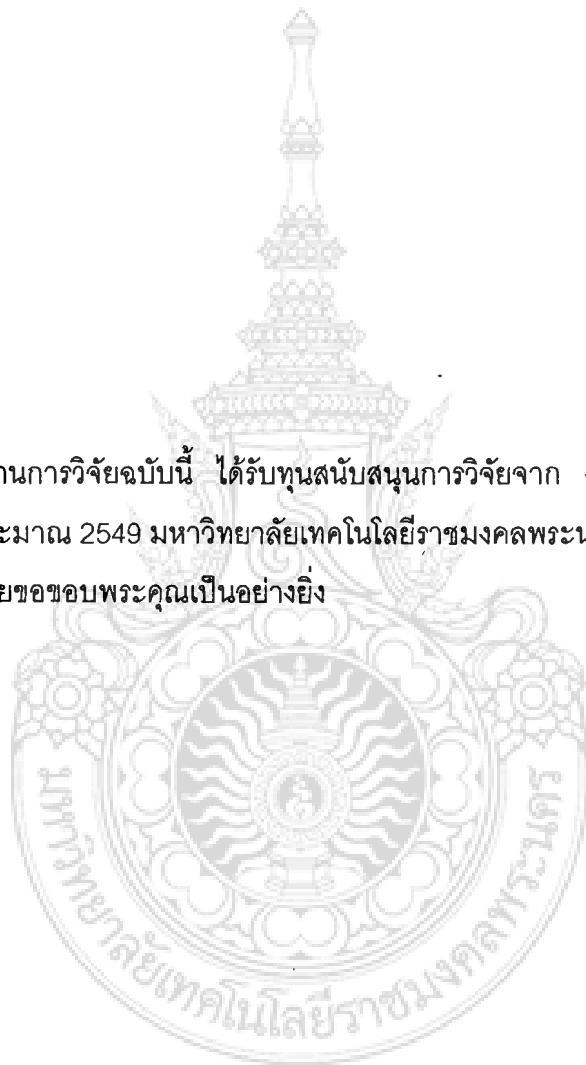 านการวิจัยฉบับนี้ ได้รับทุนสนับสนุนการวิจัยจาก
ะมาณ 2549 มหาวิทยาลัยเทคโนโลยีราชมงคลพระน
ยขอขอบพระคุณเป็นอย่างยิ่ง
มหาวิทยาลัยเทคโนโลยีราชมงคลพระนคร